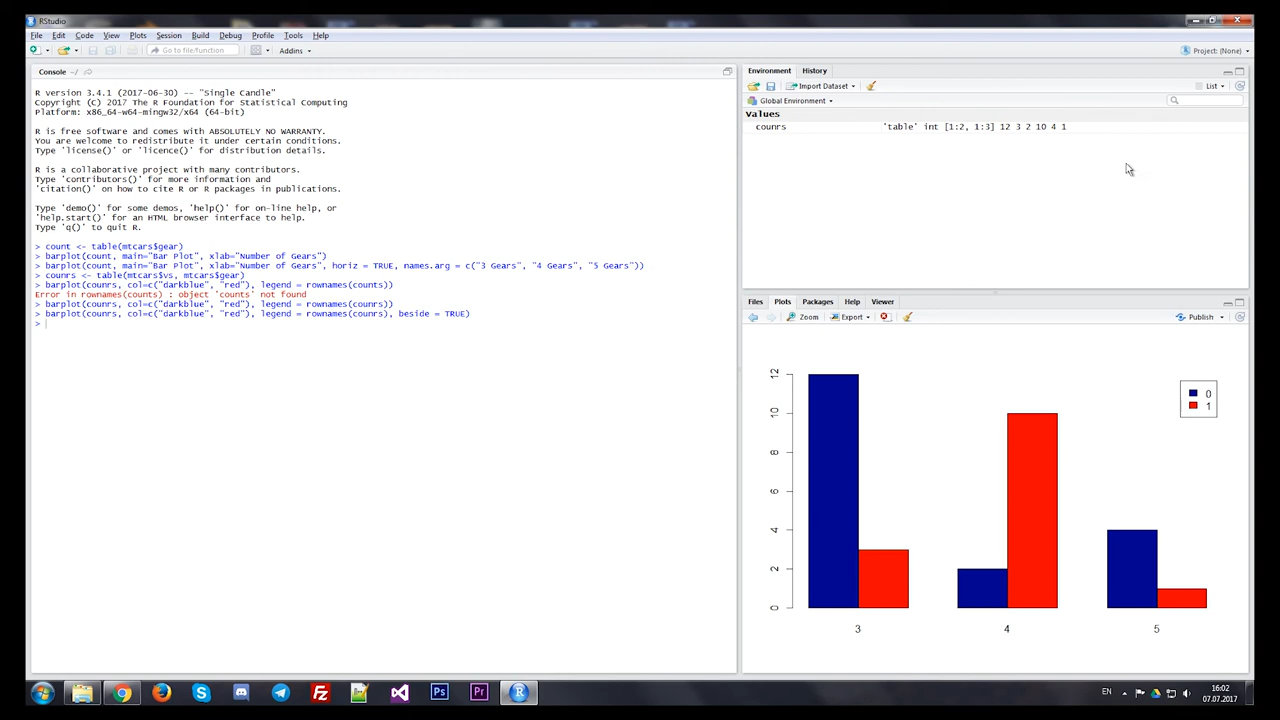 RStudio
File Edit Code View Plots Session Build Debug Profile Tools Help
Go to file/function Addins Project: (None)
Console ~/
R version 3.4.1 (2017-06-30) -- "Single Candle"
Copyright (C) 2017 The R Foundation for Statistical Computing
Platform: x86_64-w64-mingw32/x64 (64-bit)
R is free software and comes with ABSOLUTELY NO WARRANTY.
You are welcome to redistribute it under certain conditions.
Type 'license()' or 'licence()' for distribution details.
R is a collaborative project with many contributors.
Type 'contributors()' for more information and
'citation()' on how to cite R or R packages in publications.
Type 'demo()' for some demos, 'help()' for on-line help, or
'help.start()' for an HTML browser interface to help.
Type 'q()' to quit R.
> count <- table(mtcars$gear)
> barplot(count, main="Bar Plot", xlab="Number of Gears")
> barplot(count, main="Bar Plot", xlab="Number of Gears", horiz = TRUE, names.arg = c("3 Gears", "4 Gears", "5 Gears"))
> counrs <- table(mtcars$vs, mtcars$gear)
> barplot(counrs, col=c("darkblue", "red"), legend = rownames(counts))
Error in rownames(counts) : object 'counts' not found
> barplot(counrs, col=c("darkblue", "red"), legend = rownames(counrs))
> barplot(counrs, col=c("darkblue", "red"), legend = rownames(counrs), beside = TRUE)
>
Environment History
Import Dataset List
Global Environment
Values
counrs 'table' int [1:2, 1:3] 12 3 2 10 4 1
Files Plots Packages Help Viewer
Zoom Export Publish
12
10
8
6
4
2
0
0
1
3 4 5
Ps Pr R
EN 16:02
07.07.2017